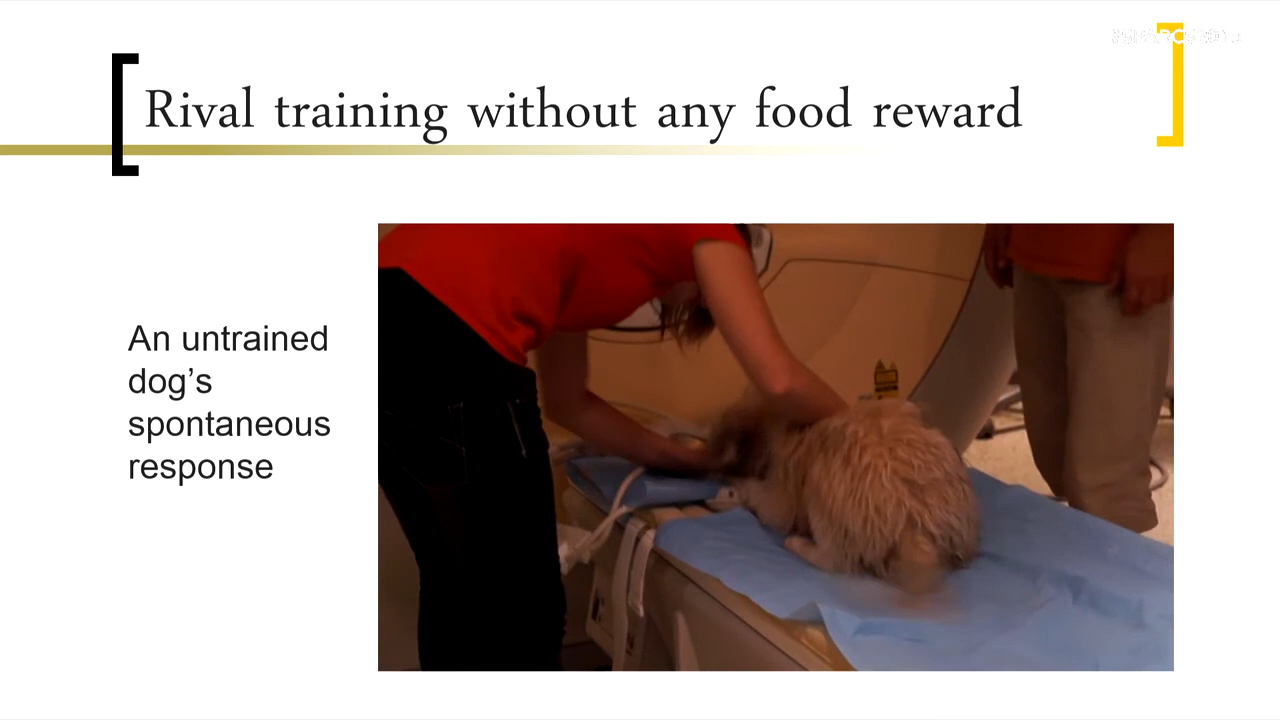 Rival training without any food reward
An untrained
dog’s
spontaneous
response